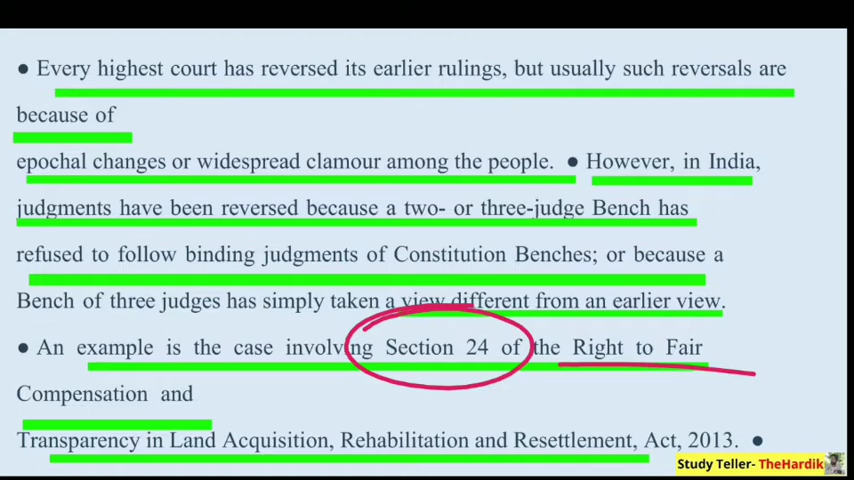 ● Every highest court has reversed its earlier rulings, but usually such reversals are
because of
epochal changes or widespread clamour among the people. ● However, in India,
judgments have been reversed because a two- or three-judge Bench has
refused to follow binding judgments of Constitution Benches; or because a
Bench of three judges has simply taken a view different from an earlier view.
● An example is the case involving Section 24 of the Right to Fair
Compensation and
Transparency in Land Acquisition, Rehabilitation and Resettlement, Act, 2013. ●
Study Teller- TheHardik